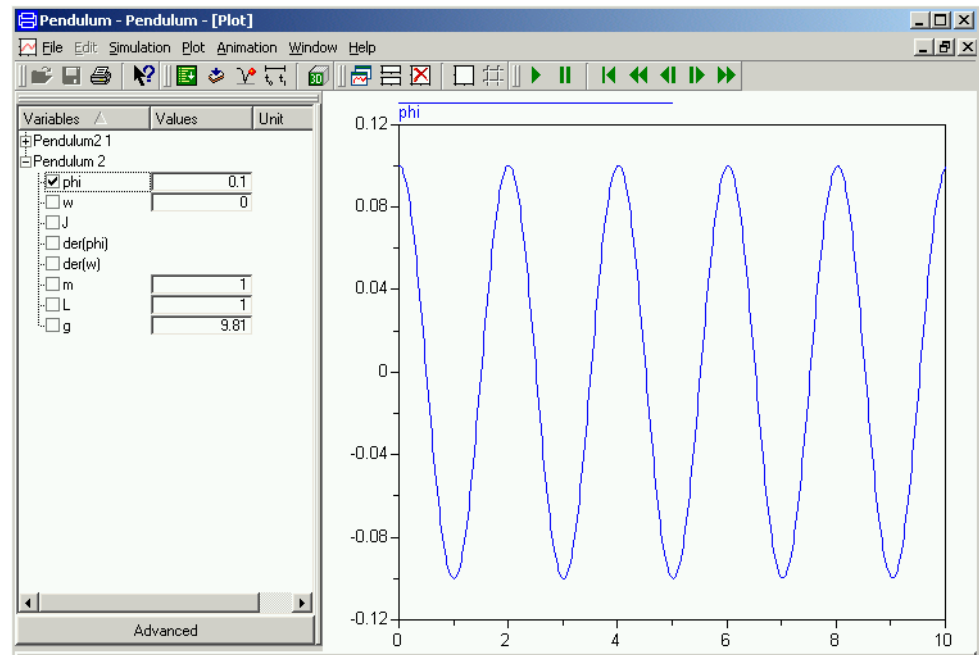 Pendulum - Pendulum - [Plot]
File Edit Simulation Plot Animation Window Help
3D
Variables Values Unit
Pendulum2 1
Pendulum 2
phi 0.1
w 0
J
der(phi)
der(w)
m 1
L 1
g 9.81
Advanced
phi
0.12
0.08
0.04
0
-0.04
-0.08
-0.12
0 2 4 6 8 10